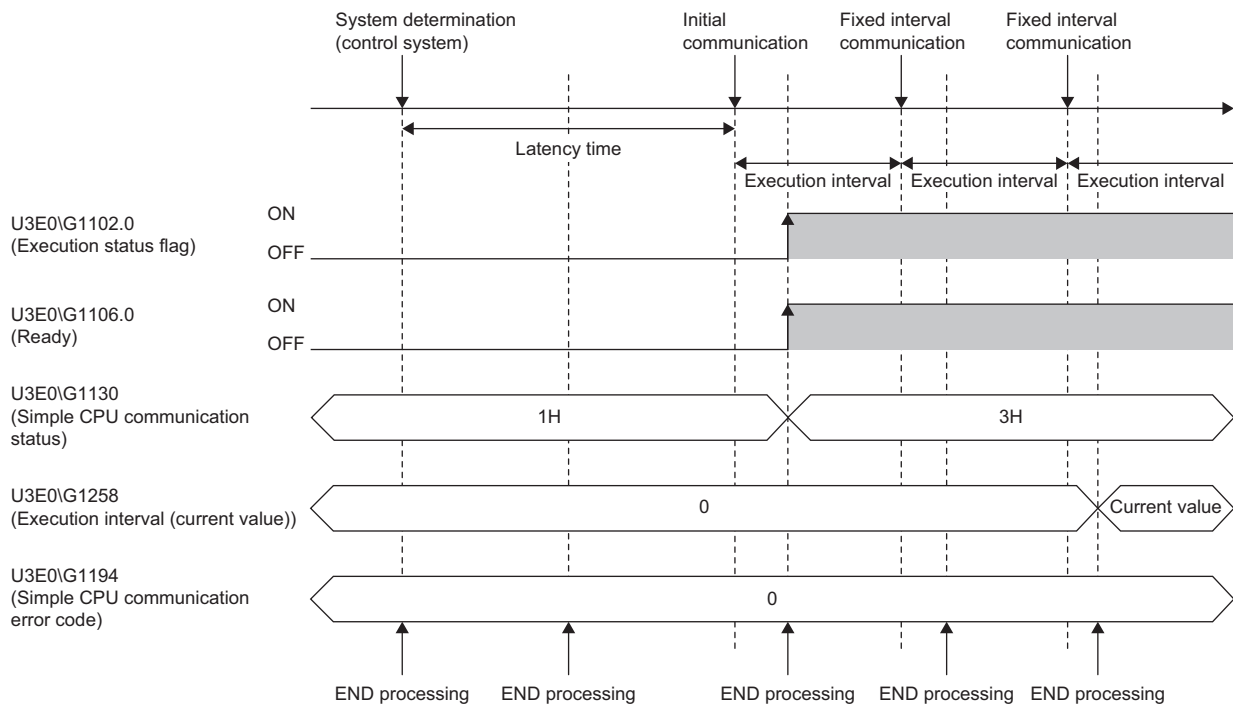 System determination
(control system)
Initial
communication
Fixed interval
communication
Fixed interval
communication
Latency time
Execution interval
Execution interval
Execution interval
U3E0\G1102.0
(Execution status flag)
ON
OFF
U3E0\G1106.0
(Ready)
ON
OFF
U3E0\G1130
(Simple CPU communication
status)
1H
3H
U3E0\G1258
(Execution interval (current value))
0
Current value
U3E0\G1194
(Simple CPU communication
error code)
0
END processing
END processing
END processing
END processing
END processing